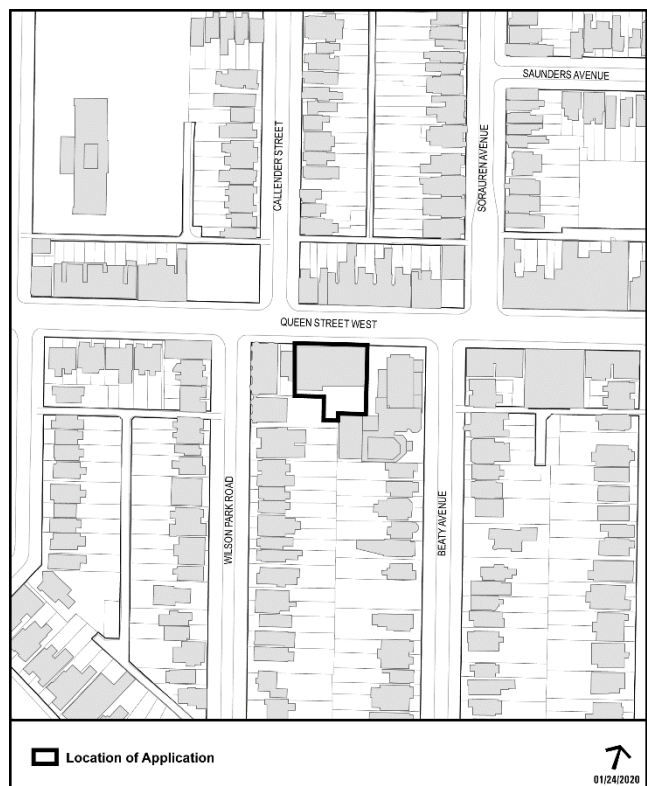 SAUNDERS AVENUE
CALLENDER STREET
SORAUREN AVENUE
QUEEN STREET WEST
WILSON PARK ROAD
BEATY AVENUE
Location of Application
01/24/2020